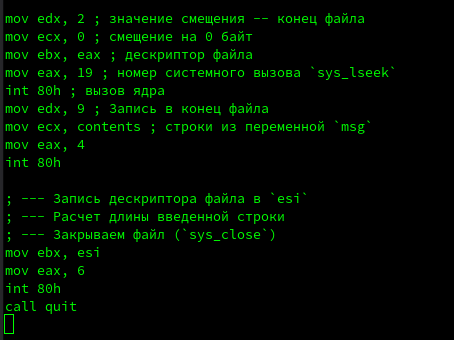 mov edx, 2 ; значение смещения -- конец файла
mov ecx, 0 ; смещение на 0 байт
mov ebx, eax ; дескриптор файла
mov eax, 19 ; номер системного вызова `sys_lseek`
int 80h ; вызов ядра
mov edx, 9 ; Запись в конец файла
mov ecx, contents ; строки из переменной `msg`
mov eax, 4
int 80h
; --- Запись дескриптора файла в `esi`
; --- Расчет длины введенной строки
; --- Закрываем файл (`sys_close`)
mov ebx, esi
mov eax, 6
int 80h
call quit